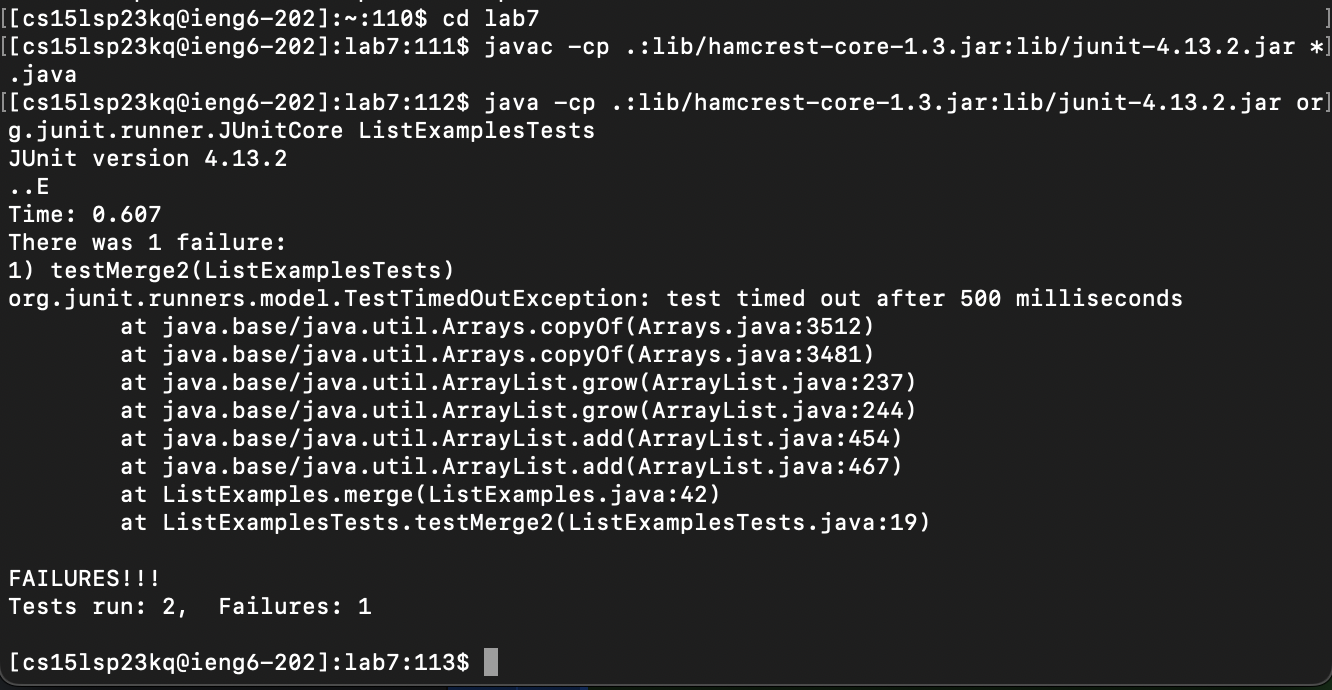 [[cs15lsp23kq@ieng6-202]:~:110$ cd lab7 ]
[[cs15lsp23kq@ieng6-202]:lab7:111$ javac -cp .:lib/hamcrest-core-1.3.jar:lib/junit-4.13.2.jar *]
.java
[[cs15lsp23kq@ieng6-202]:lab7:112$ java -cp .:lib/hamcrest-core-1.3.jar:lib/junit-4.13.2.jar or]
g.junit.runner.JUnitCore ListExamplesTests
JUnit version 4.13.2
..E
Time: 0.607
There was 1 failure:
1) testMerge2(ListExamplesTests)
org.junit.runners.model.TestTimedOutException: test timed out after 500 milliseconds
        at java.base/java.util.Arrays.copyOf(Arrays.java:3512)
        at java.base/java.util.Arrays.copyOf(Arrays.java:3481)
        at java.base/java.util.ArrayList.grow(ArrayList.java:237)
        at java.base/java.util.ArrayList.grow(ArrayList.java:244)
        at java.base/java.util.ArrayList.add(ArrayList.java:454)
        at java.base/java.util.ArrayList.add(ArrayList.java:467)
        at ListExamples.merge(ListExamples.java:42)
        at ListExamplesTests.testMerge2(ListExamplesTests.java:19)
FAILURES!!!
Tests run: 2,  Failures: 1
[cs15lsp23kq@ieng6-202]:lab7:113$